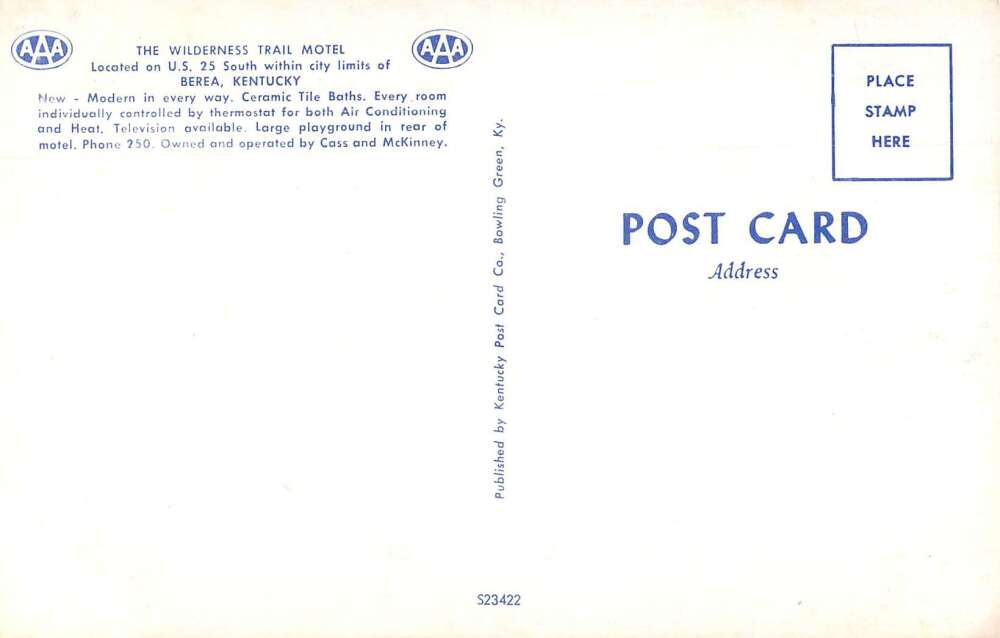 AAA
AAA
THE WILDERNESS TRAIL MOTEL
Located on U.S. 25 South within city limits of
BEREA, KENTUCKY
New - Modern in every way. Ceramic Tile Baths. Every room
individually controlled by thermostat for both Air Conditioning
and Heat. Television available. Large playground in rear of
motel. Phone 250. Owned and operated by Cass and McKinney.
Published by Kentucky Post Card Co., Bowling Green, Ky.
PLACE
STAMP
HERE
POST CARD
Address
S23422